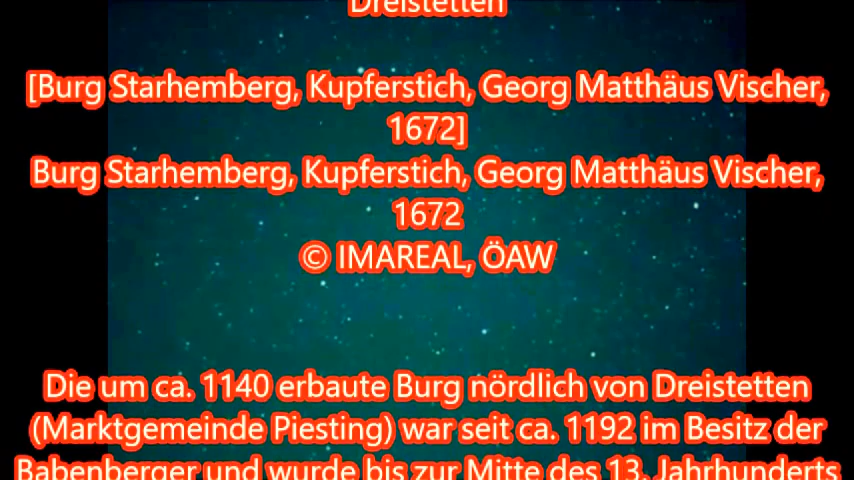 Dreistetten
[Burg Starhemberg, Kupferstich, Georg Matthäus Vischer,
1672]
Burg Starhemberg, Kupferstich, Georg Matthäus Vischer,
1672
© IMAREAL, ÖAW
Die um ca. 1140 erbaute Burg nördlich von Dreistetten
(Marktgemeinde Piesting) war seit ca. 1192 im Besitz der
Babenberger und wurde bis zur Mitte des 13. Jahrhunderts